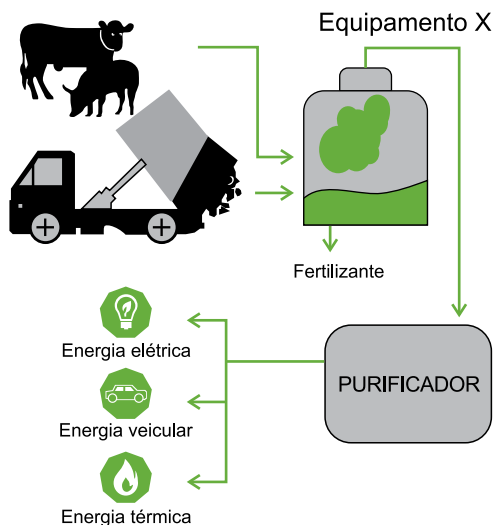 Equipamento X
Fertilizante
PURIFICADOR
Energia elétrica
Energia veicular
Energia térmica